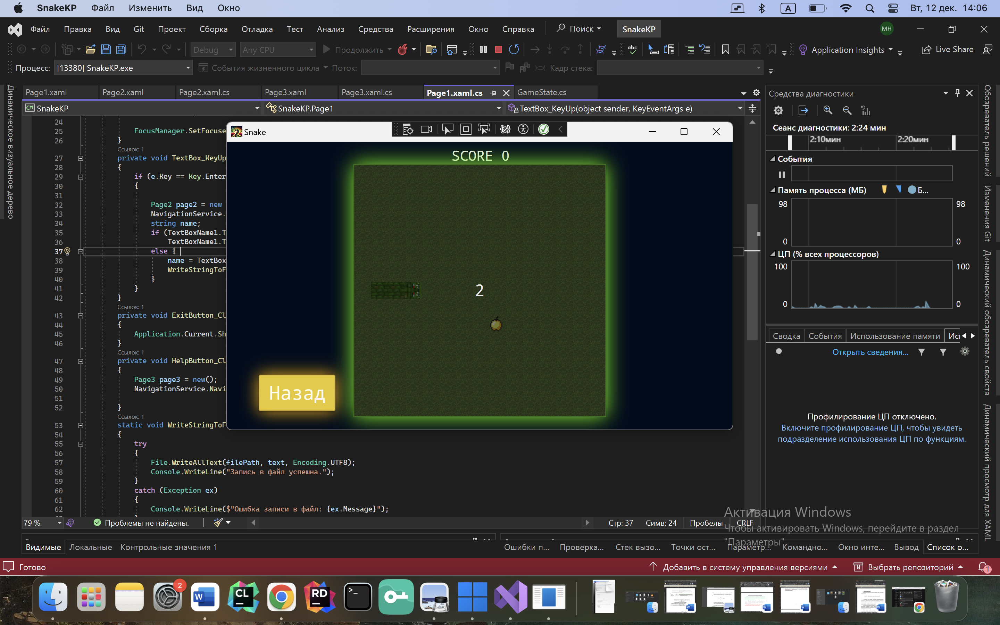 SnakeKP Файл Изменить Вид Окно A Вт, 12 дек. 14:06
Файл Правка Вид Git Проект Сборка Отладка Тест Анализ Средства Расширения Окно Справка Поиск SnakeKP МН
Debug Any CPU Продолжить abc Application Insights Live Share
Процесс: [13380] SnakeKP.exe События жизненного цикла Поток: Кадр стека:
Динамическое визуальное дерево
Page1.xaml Page2.xaml Page2.xaml.cs Page3.xaml Page3.xaml.cs Page1.xaml.cs GameState.cs
C# SnakeKP SnakeKP.Page1 TextBox_KeyUp(object sender, KeyEventArgs e)
24
25 FocusManager.SetFocuse
26 }
Ссылок: 1
27 private void TextBox_KeyUp
28 {
29 if (e.Key == Key.Enter
30 {
31
32 Page2 page2 = new
33 NavigationService.
34 string name;
35 if (TextBoxName1.T
36 TextBoxName1.T
37 else {
38 name = TextBox
39 WriteStringToF
40 }
41 }
42 }
Ссылок: 1
43 private void ExitButton_Cl
44 {
45 Application.Current.Sh
46 }
Ссылок: 1
47 private void HelpButton_Cl
48 {
49 Page3 page3 = new();
50 NavigationService.Navi
51
52 }
Ссылок: 1
53 static void WriteStringToF
54 {
55 try
56 {
57 File.WriteAllText(filePath, text, Encoding.UTF8);
58 Console.WriteLine("Запись в файл успешна.");
59 }
60 catch (Exception ex)
61 {
62 Console.WriteLine($"Ошибка записи в файл: {ex.Message}");
Snake
SCORE 0
2
Назад
Средства диагностики
Сеанс диагностики: 2:24 мин
2:10мин 2:20мин
События
Память процесса (МБ) Б...
98 98
0 0
ЦП (% всех процессоров)
100 100
0 0
Сводка События Использование памяти Ис
Открыть сведения...
Профилирование ЦП отключено.
Включите профилирование ЦП, чтобы увидеть
подразделение использования ЦП по функциям.
Обозреватель решений
Изменения Git
Динамический обозреватель свойств
Динамический просмотр для XAML
79 % Проблемы не найдены. Стр: 37 Симв: 24 Пробелы CRLF
Активация Windows
Чтобы активировать Windows, перейдите в раздел
"Параметры"
Видимые Локальные Контрольные значения 1 Ошибки п... Проверка... Стек вызо... Точки ост... Параметр... Командно... Окно инте... Вывод Список о...
Готово Добавить в систему управления версиями Выбрать репозиторий 1
2 W CL RD >_